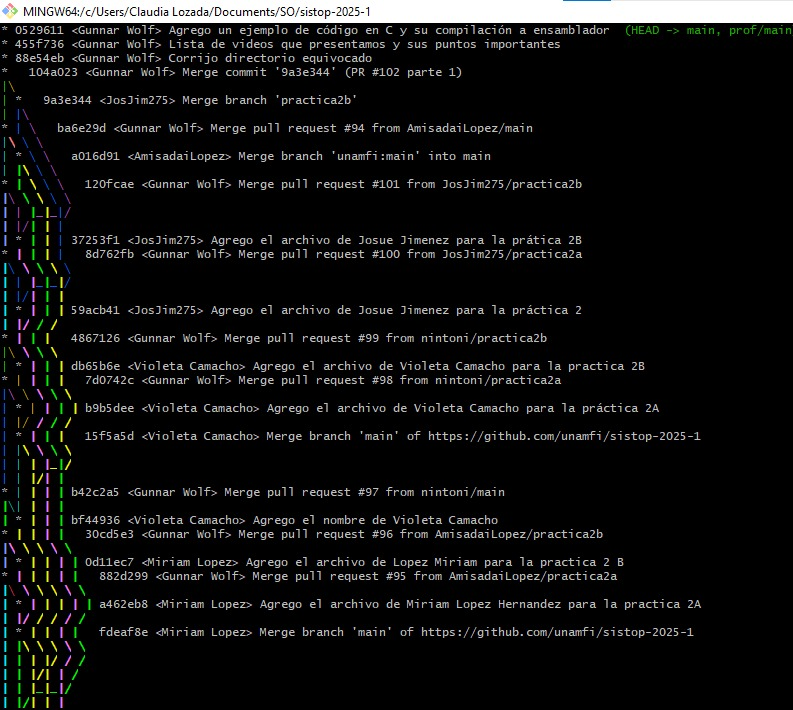 MINGW64:/c/Users/Claudia Lozada/Documents/SO/sistop-2025-1
* 0529611 <Gunnar Wolf> Agrego un ejemplo de código en C y su compilación a ensamblador (HEAD -> main, prof/main
* 455f736 <Gunnar Wolf> Lista de videos que presentamos y sus puntos importantes
* 88e54eb <Gunnar Wolf> Corrijo directorio equivocado
* 104a023 <Gunnar Wolf> Merge commit '9a3e344' (PR #102 parte 1)
* 9a3e344 <JosJim275> Merge branch 'practica2b'
* ba6e29d <Gunnar Wolf> Merge pull request #94 from AmisadaiLopez/main
* a016d91 <AmisadaiLopez> Merge branch 'unamfi:main' into main
* 120fcae <Gunnar Wolf> Merge pull request #101 from JosJim275/practica2b
* 37253f1 <JosJim275> Agrego el archivo de Josue Jimenez para la prática 2B
* 8d762fb <Gunnar Wolf> Merge pull request #100 from JosJim275/practica2a
* 59acb41 <JosJim275> Agrego el archivo de Josue Jimenez para la práctica 2
* 4867126 <Gunnar Wolf> Merge pull request #99 from nintoni/practica2b
* db65b6e <Violeta Camacho> Agrego el archivo de Violeta Camacho para la practica 2B
* 7d0742c <Gunnar Wolf> Merge pull request #98 from nintoni/practica2a
* b9b5dee <Violeta Camacho> Agrego el archivo de Violeta Camacho para la práctica 2A
* 15f5a5d <Violeta Camacho> Merge branch 'main' of https://github.com/unamfi/sistop-2025-1
* b42c2a5 <Gunnar Wolf> Merge pull request #97 from nintoni/main
* bf44936 <Violeta Camacho> Agrego el nombre de Violeta Camacho
* 30cd5e3 <Gunnar Wolf> Merge pull request #96 from AmisadaiLopez/practica2b
* 0d11ec7 <Miriam Lopez> Agrego el archivo de Lopez Miriam para la practica 2 B
* 882d299 <Gunnar Wolf> Merge pull request #95 from AmisadaiLopez/practica2a
* a462eb8 <Miriam Lopez> Agrego el archivo de Miriam Lopez Hernandez para la practica 2A
* fdeaf8e <Miriam Lopez> Merge branch 'main' of https://github.com/unamfi/sistop-2025-1